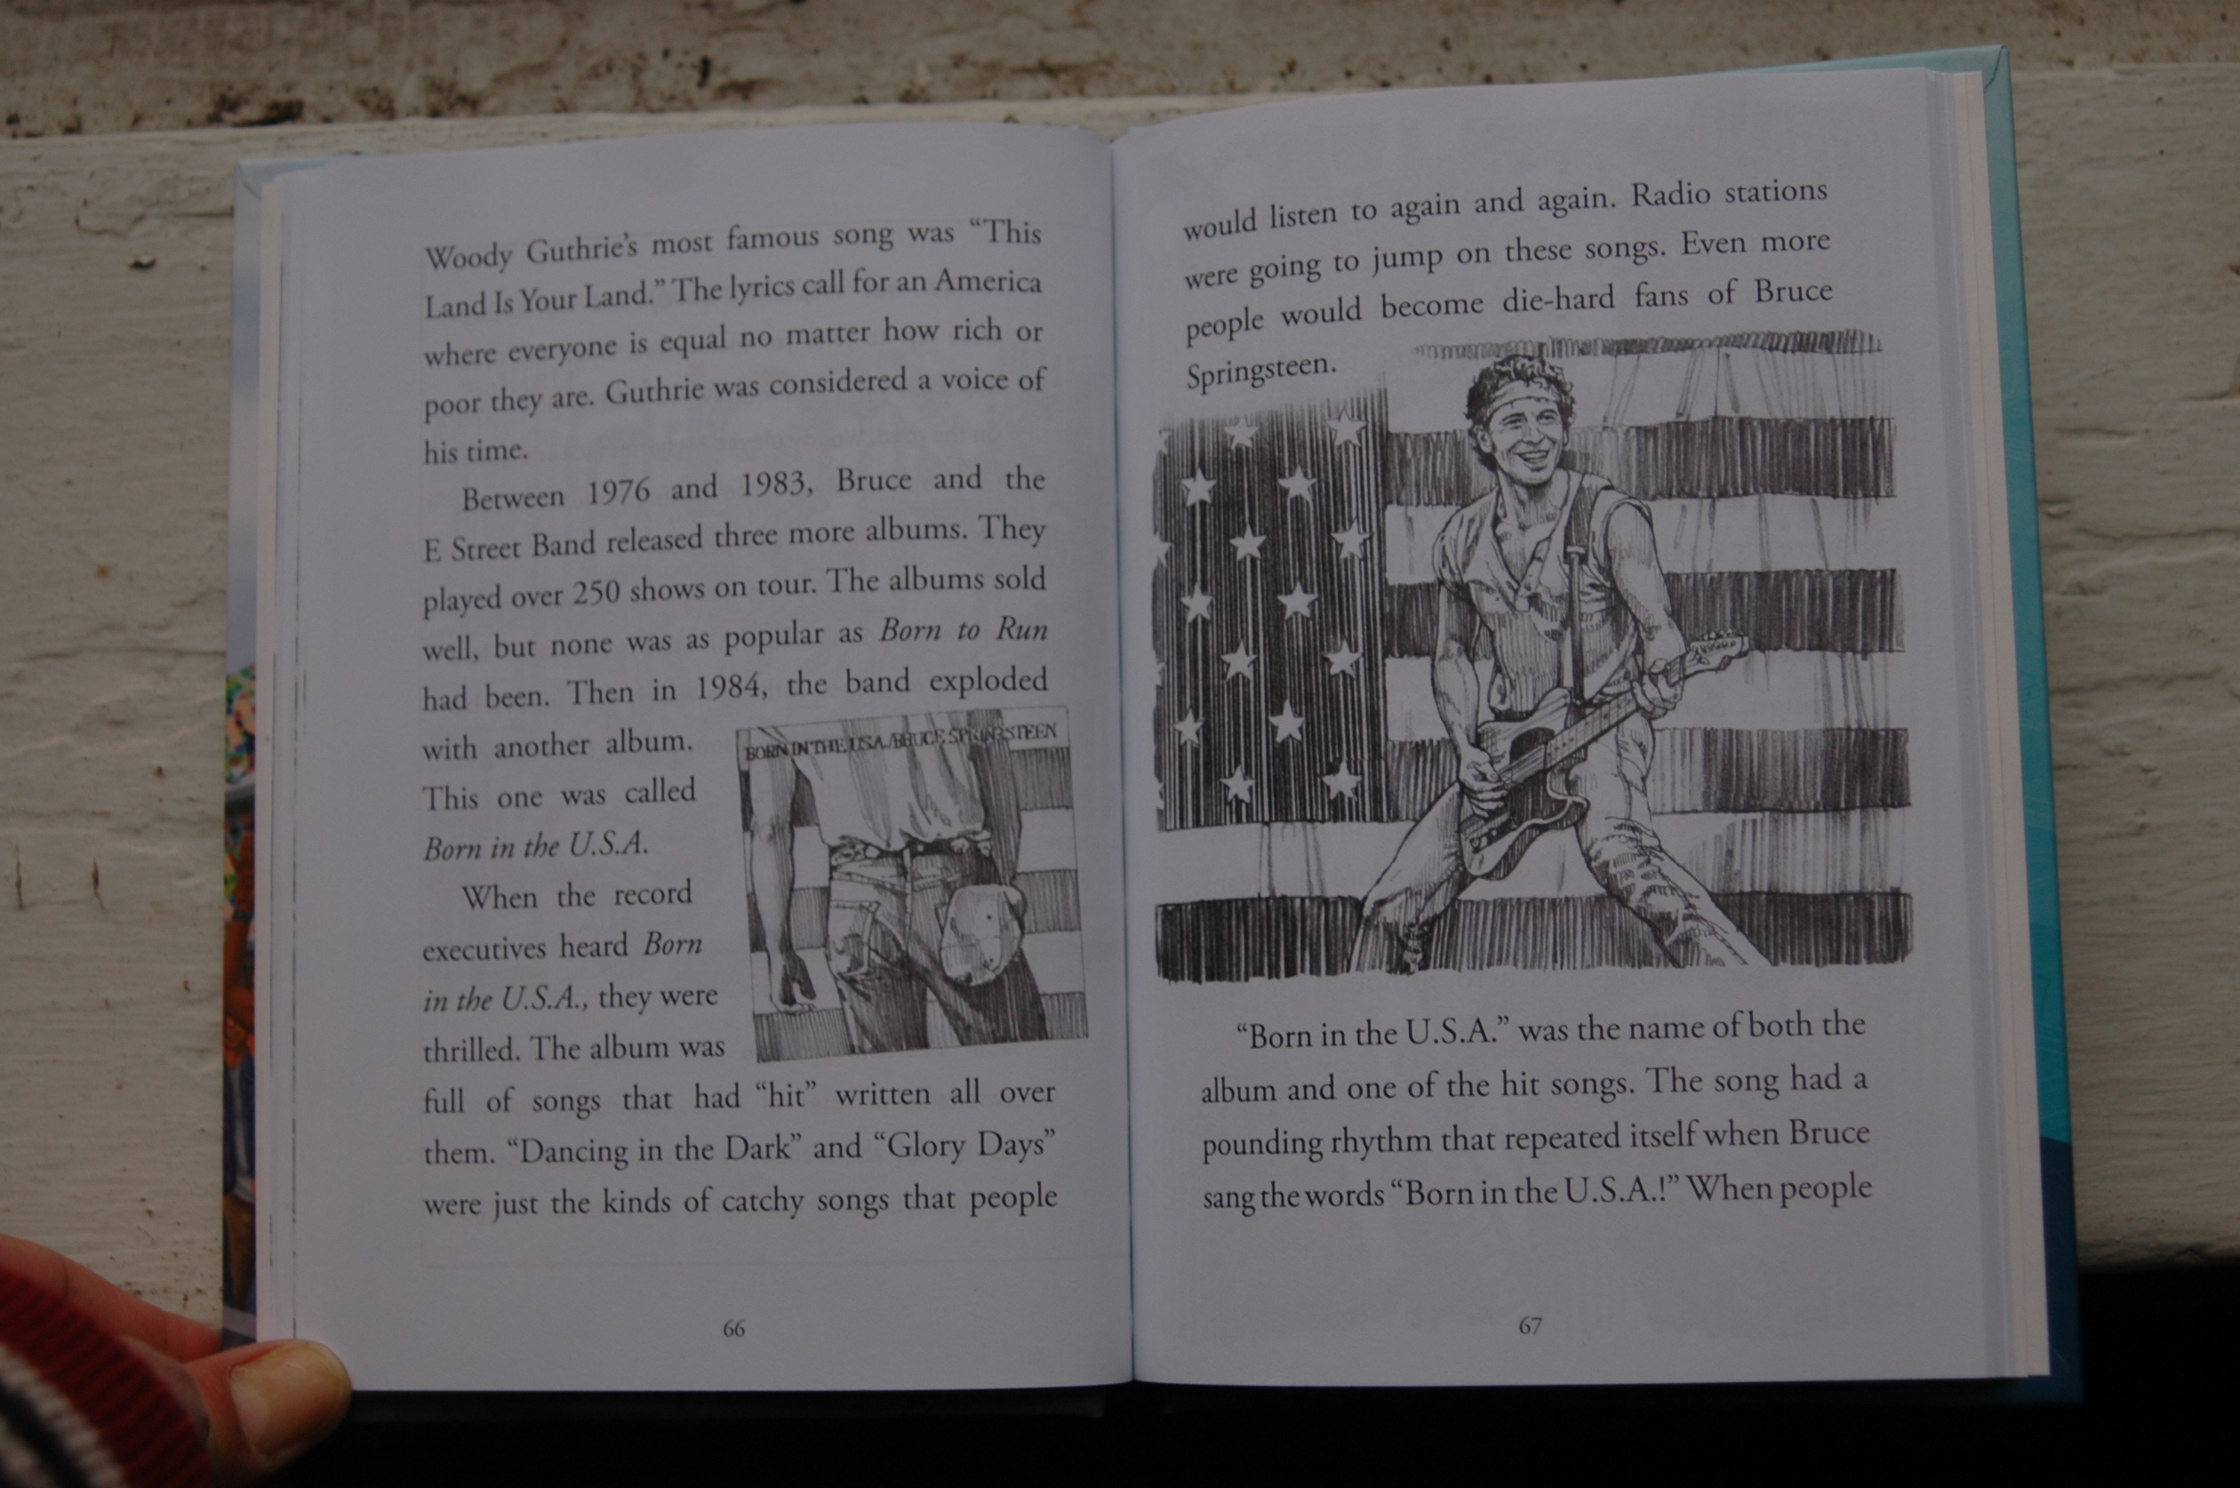 Woody Guthrie's most famous song was “This
Land Is Your Land.” The lyrics call for an America
where everyone is equal no matter how rich or
poor they are. Guthrie was considered a voice of
his time.
Between 1976 and 1983, Bruce and the
E Street Band released three more albums. They
played over 250 shows on tour. The albums sold
well, but none was as popular as Born to Run
had been. Then in 1984, the band exploded
with another album.
This one was called
Born in the U.S.A.
When the record
executives heard Born
in the U.S.A., they were
thrilled. The album was
full of songs that had “hit” written all over
them. “Dancing in the Dark” and “Glory Days”
were just the kinds of catchy songs that people
BORN IN THE U.S.A./BRUCE SPRINGSTEEN
66
would listen to again and again. Radio stations
were going to jump on these songs. Even more
people would become die-hard fans of Bruce
Springsteen.
“Born in the U.S.A.” was the name of both the
album and one of the hit songs. The song had a
pounding rhythm that repeated itself when Bruce
sang the words “Born in the U.S.A.!” When people
67